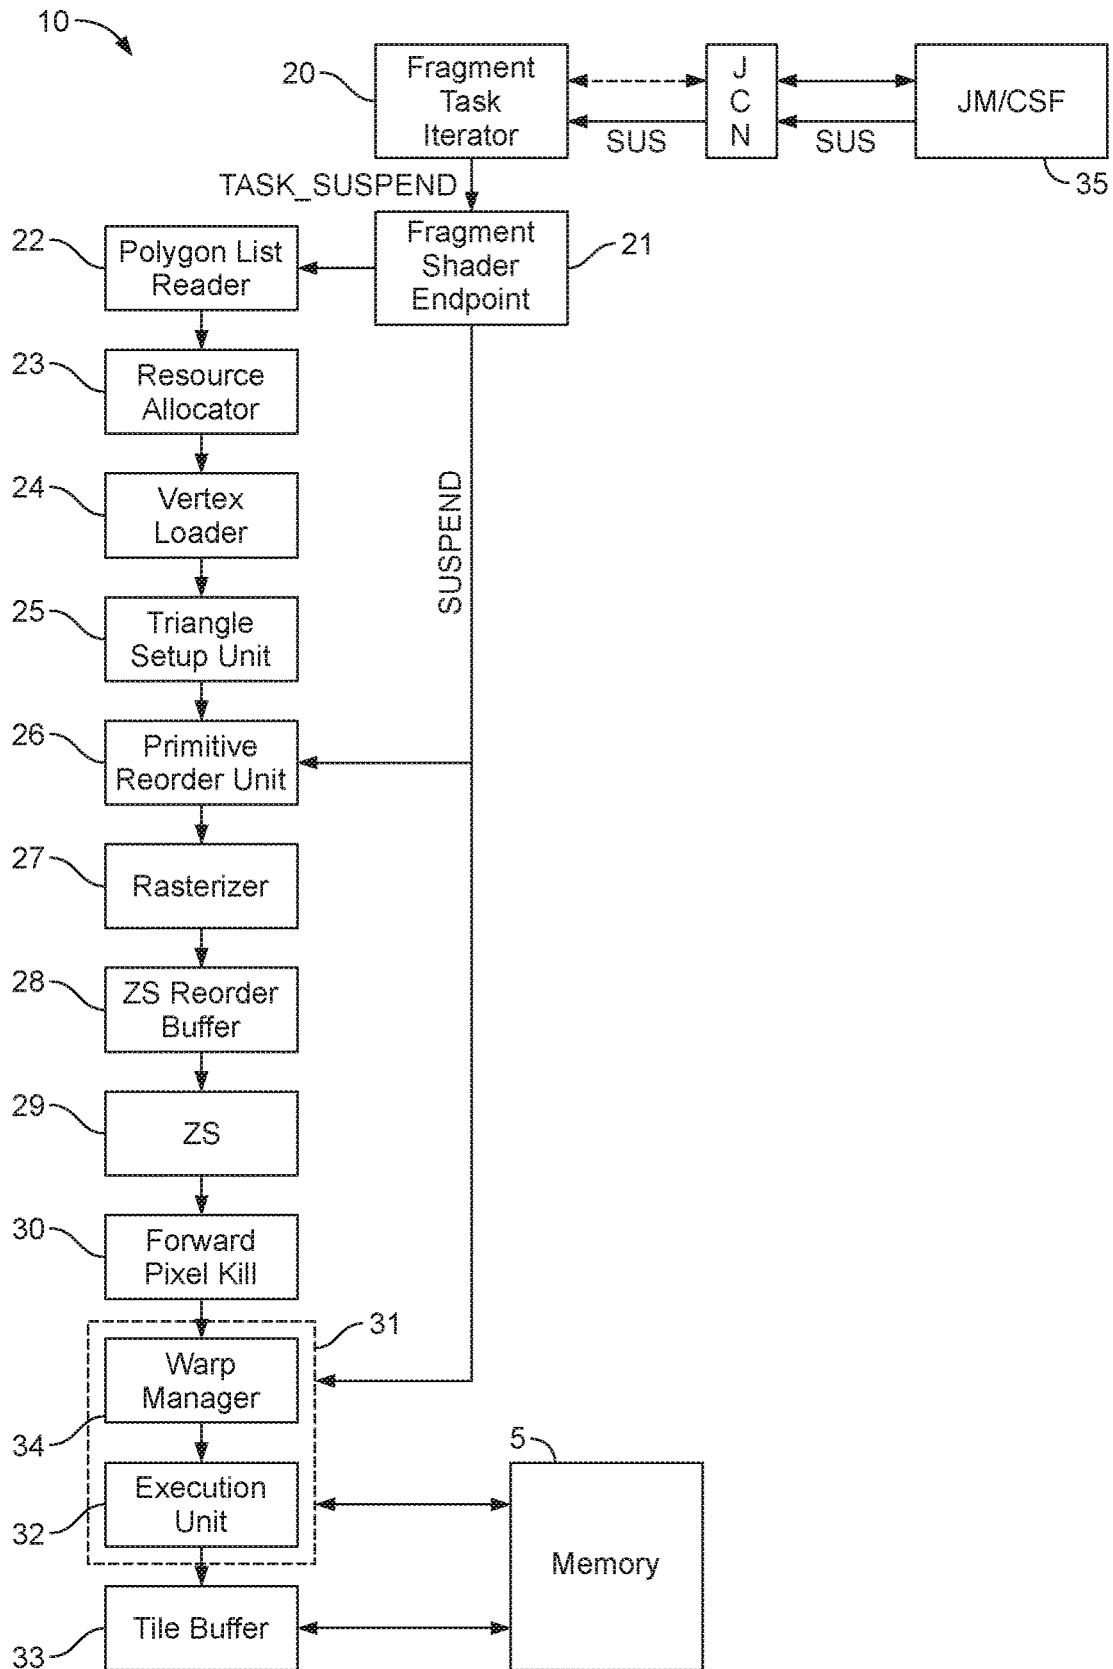 10
20
Fragment
Task
Iterator
J
C
N
JM/CSF
SUS
SUS
35
TASK_SUSPEND
22
Polygon List
Reader
Fragment
Shader
Endpoint
21
23
Resource
Allocator
24
Vertex
Loader
SUSPEND
25
Triangle
Setup Unit
26
Primitive
Reorder Unit
27
Rasterizer
28
ZS Reorder
Buffer
29
ZS
30
Forward
Pixel Kill
31
Warp
Manager
34
5
Execution
Unit
32
Memory
Tile Buffer
33